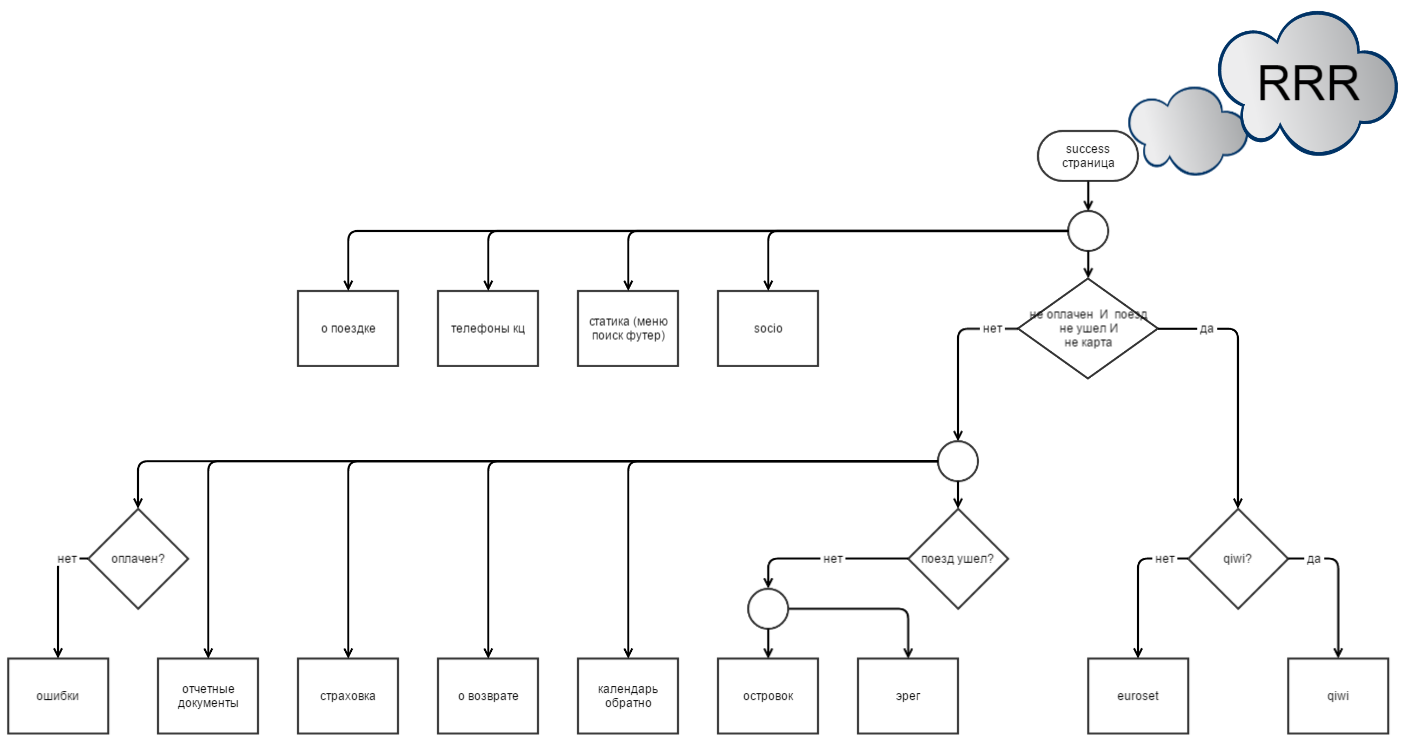 RRR
success
страница
о поездке
телефоны кц
статика (меню
поиск футер)
socio
нет
не оплачен И поезд
не ушел И
не карта
да
нет
оплачен?
нет
поезд ушел?
нет
qiwi?
да
ошибки
отчетные
документы
страховка
о возврате
календарь
обратно
островок
эрег
euroset
qiwi